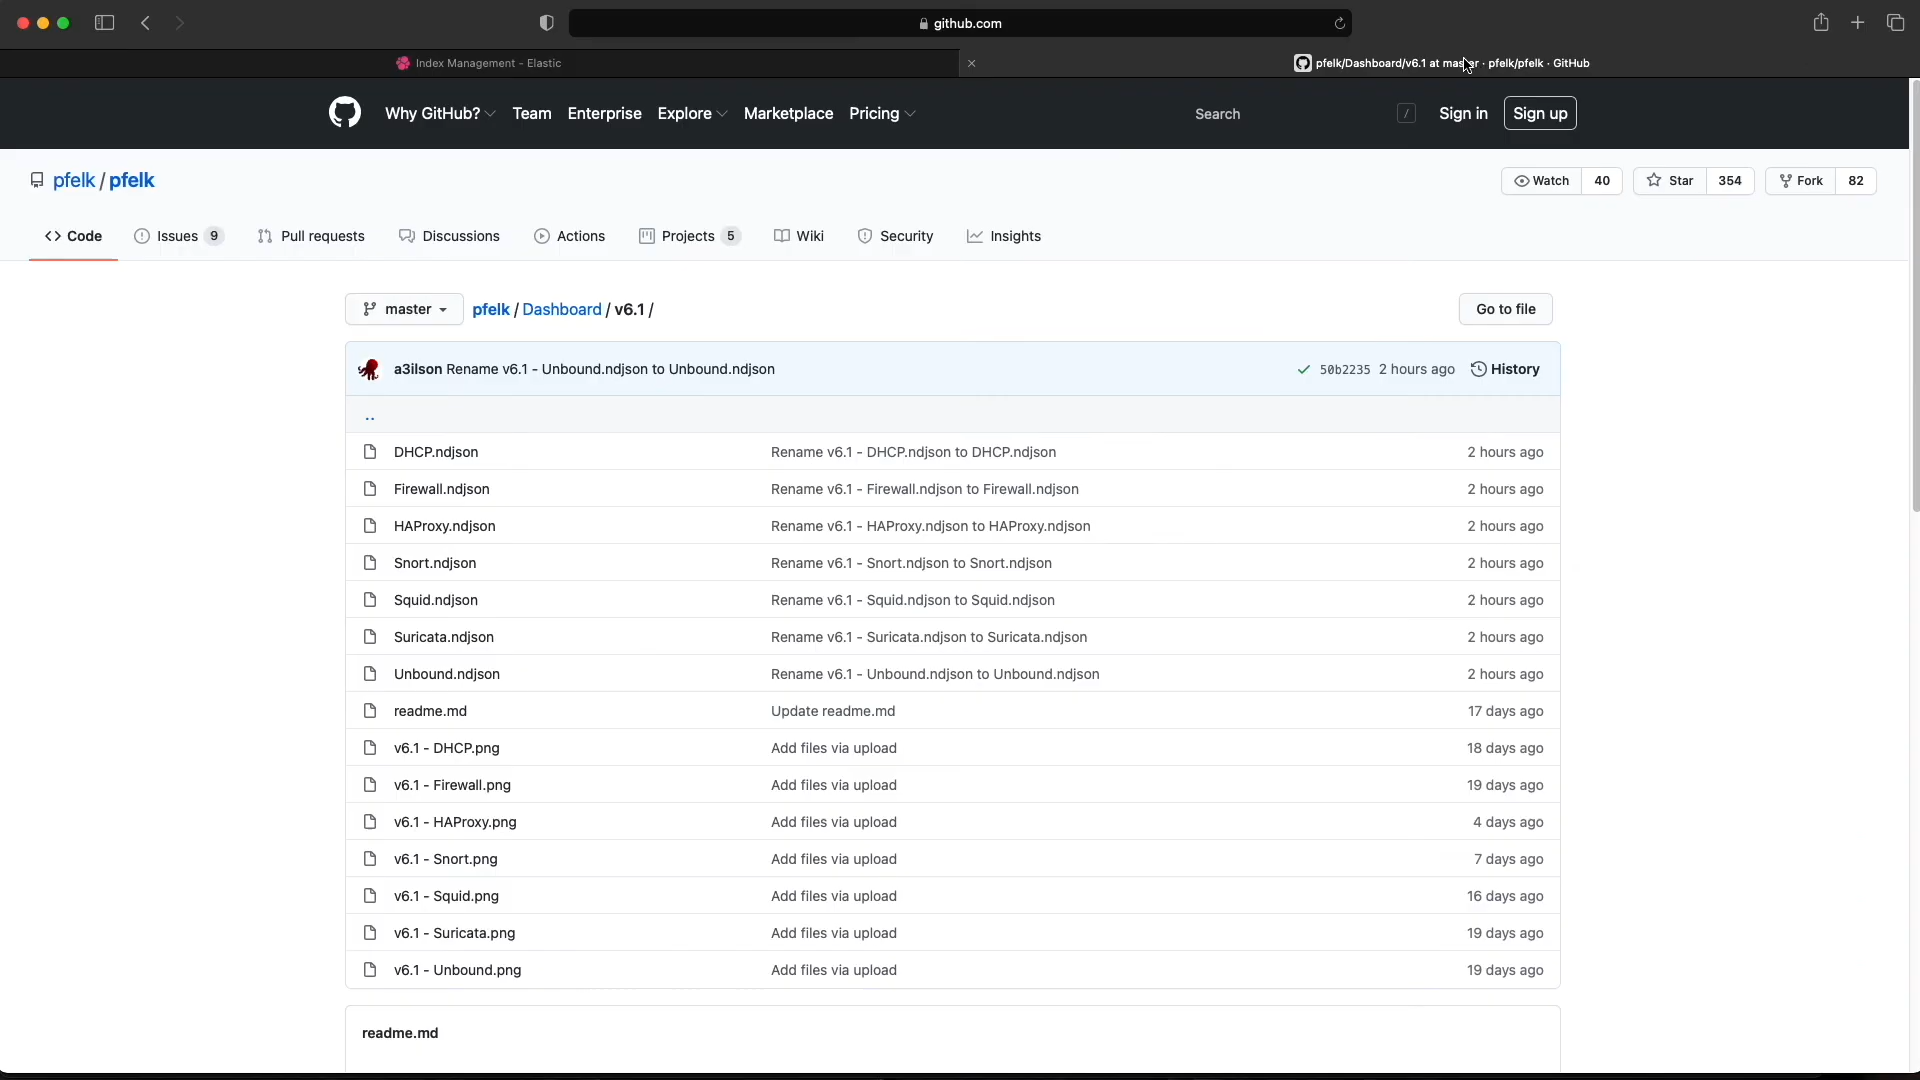 github.com
Index Management - Elastic
pfelk/Dashboard/v6.1 at master · pfelk/pfelk · GitHub
Why GitHub? Team Enterprise Explore Marketplace Pricing Search / Sign in Sign up
pfelk / pfelk Watch 40 Star 354 Fork 82
Code Issues 9 Pull requests Discussions Actions Projects 5 Wiki Security Insights
master pfelk / Dashboard / v6.1 / Go to file
a3ilson Rename v6.1 - Unbound.ndjson to Unbound.ndjson 50b2235 2 hours ago History
..
DHCP.ndjson Rename v6.1 - DHCP.ndjson to DHCP.ndjson 2 hours ago
Firewall.ndjson Rename v6.1 - Firewall.ndjson to Firewall.ndjson 2 hours ago
HAProxy.ndjson Rename v6.1 - HAProxy.ndjson to HAProxy.ndjson 2 hours ago
Snort.ndjson Rename v6.1 - Snort.ndjson to Snort.ndjson 2 hours ago
Squid.ndjson Rename v6.1 - Squid.ndjson to Squid.ndjson 2 hours ago
Suricata.ndjson Rename v6.1 - Suricata.ndjson to Suricata.ndjson 2 hours ago
Unbound.ndjson Rename v6.1 - Unbound.ndjson to Unbound.ndjson 2 hours ago
readme.md Update readme.md 17 days ago
v6.1 - DHCP.png Add files via upload 18 days ago
v6.1 - Firewall.png Add files via upload 19 days ago
v6.1 - HAProxy.png Add files via upload 4 days ago
v6.1 - Snort.png Add files via upload 7 days ago
v6.1 - Squid.png Add files via upload 16 days ago
v6.1 - Suricata.png Add files via upload 19 days ago
v6.1 - Unbound.png Add files via upload 19 days ago
readme.md